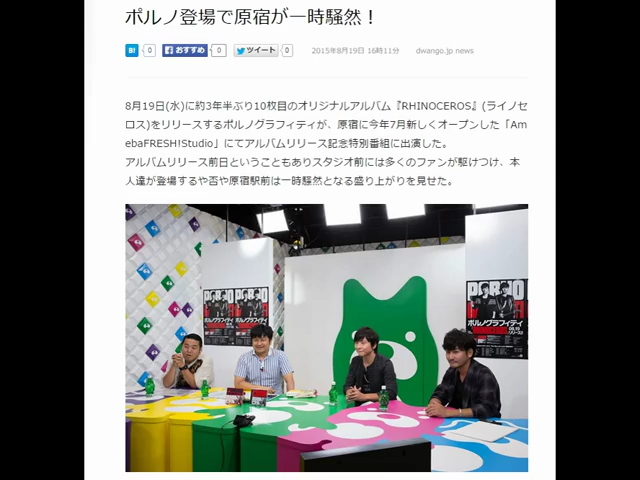 ポルノ登場で原宿が一時騒然！
B! 0 おすすめ 0 ツイート 0 2015年8月19日 16時11分 dwango.jp news
8月19日(水)に約3年半ぶり10枚目のオリジナルアルバム『RHINOCEROS』(ライノセ
ロス)をリリースするポルノグラフィティが、原宿に今年7月新しくオープンした「Am
ebaFRESH!Studio」にてアルバムリリース記念特別番組に出演した。
アルバムリリース前日ということもありスタジオ前には多くのファンが駆けつけ、本
人達が登場するや否や原宿駅前は一時騒然となる盛り上がりを見せた。
PORNO
ポルノグラフィティ
PORNO
ポルノグラフィティ